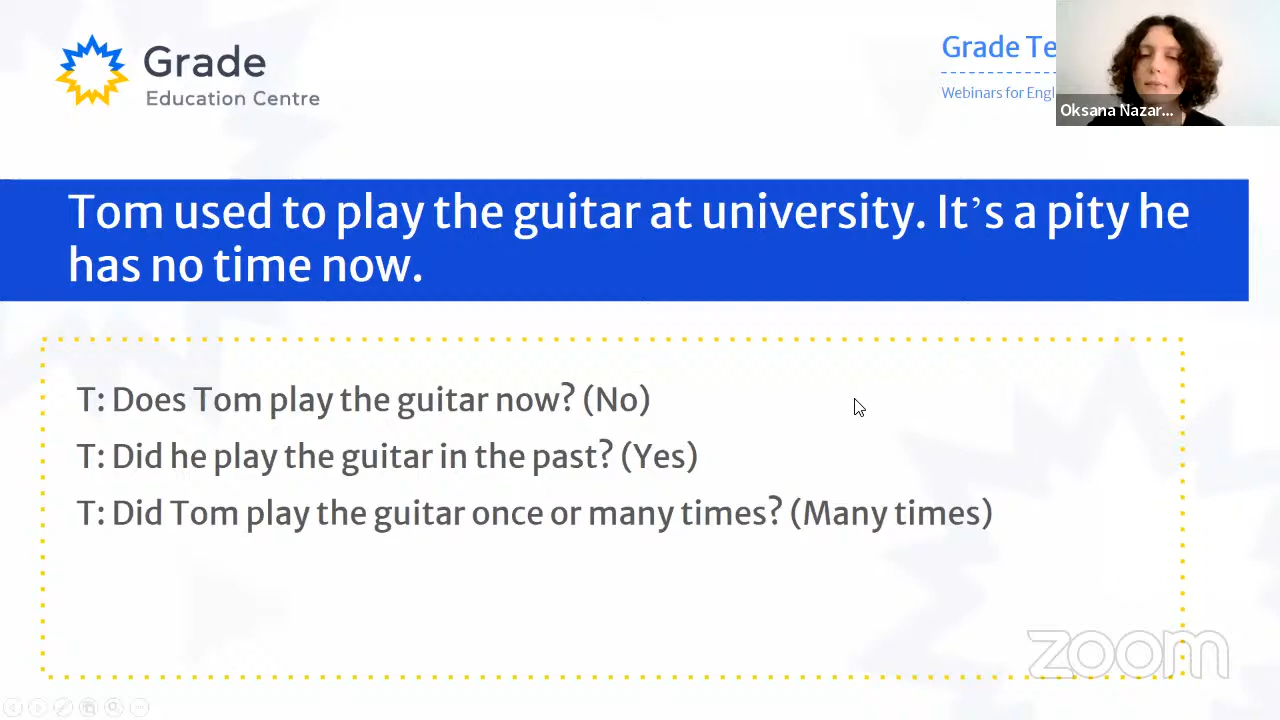 Grade
Education Centre
Grade Te
Webinars for Engl
Oksana Nazar...
Tom used to play the guitar at university. It’s a pity he
has no time now.
T: Does Tom play the guitar now? (No)
T: Did he play the guitar in the past? (Yes)
T: Did Tom play the guitar once or many times? (Many times)
zoom